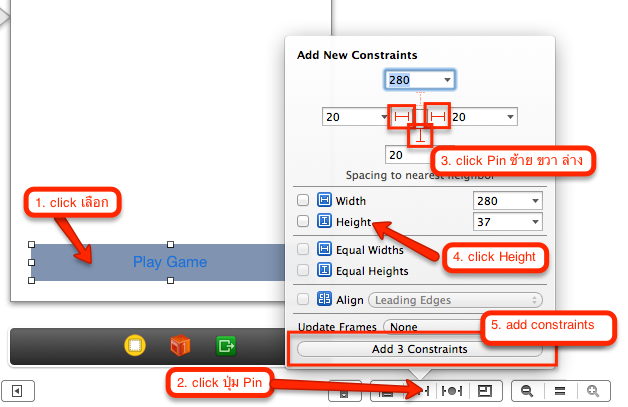 Add New Constraints
280
20
20
20
3. click Pin ซ้าย ขวา ล่าง
Spacing to nearest neighbor
Width
280
1. click เลือก
Height
37
4. click Height
Play Game
Equal Widths
Equal Heights
Align
Leading Edges
Update Frames
None
5. add constraints
Add 3 Constraints
2. click ปุ่ม Pin